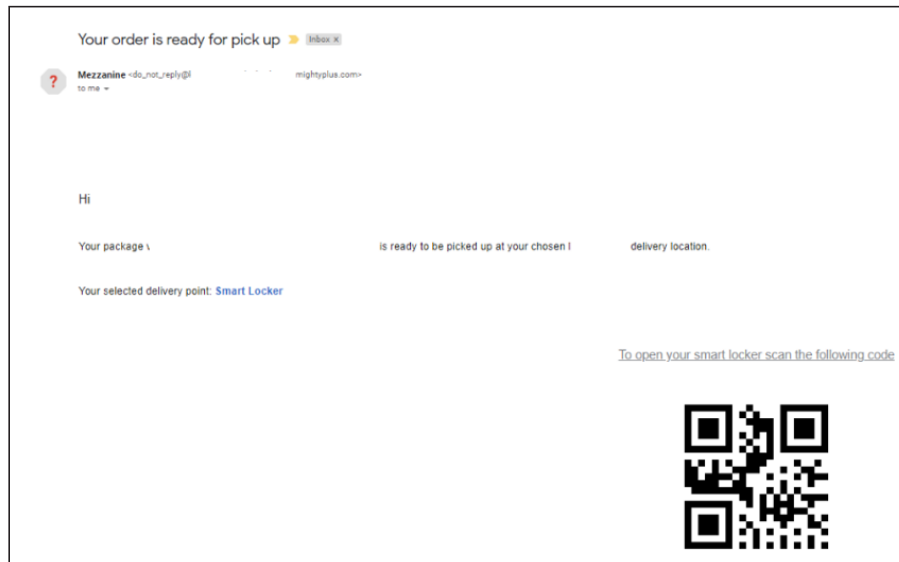 Your order is ready for pick up Inbox x
? Mezzanine <do_not_reply@l mightyplus.com>
to me
Hi
Your package is ready to be picked up at your chosen l delivery location.
Your selected delivery point: Smart Locker
To open your smart locker scan the following code